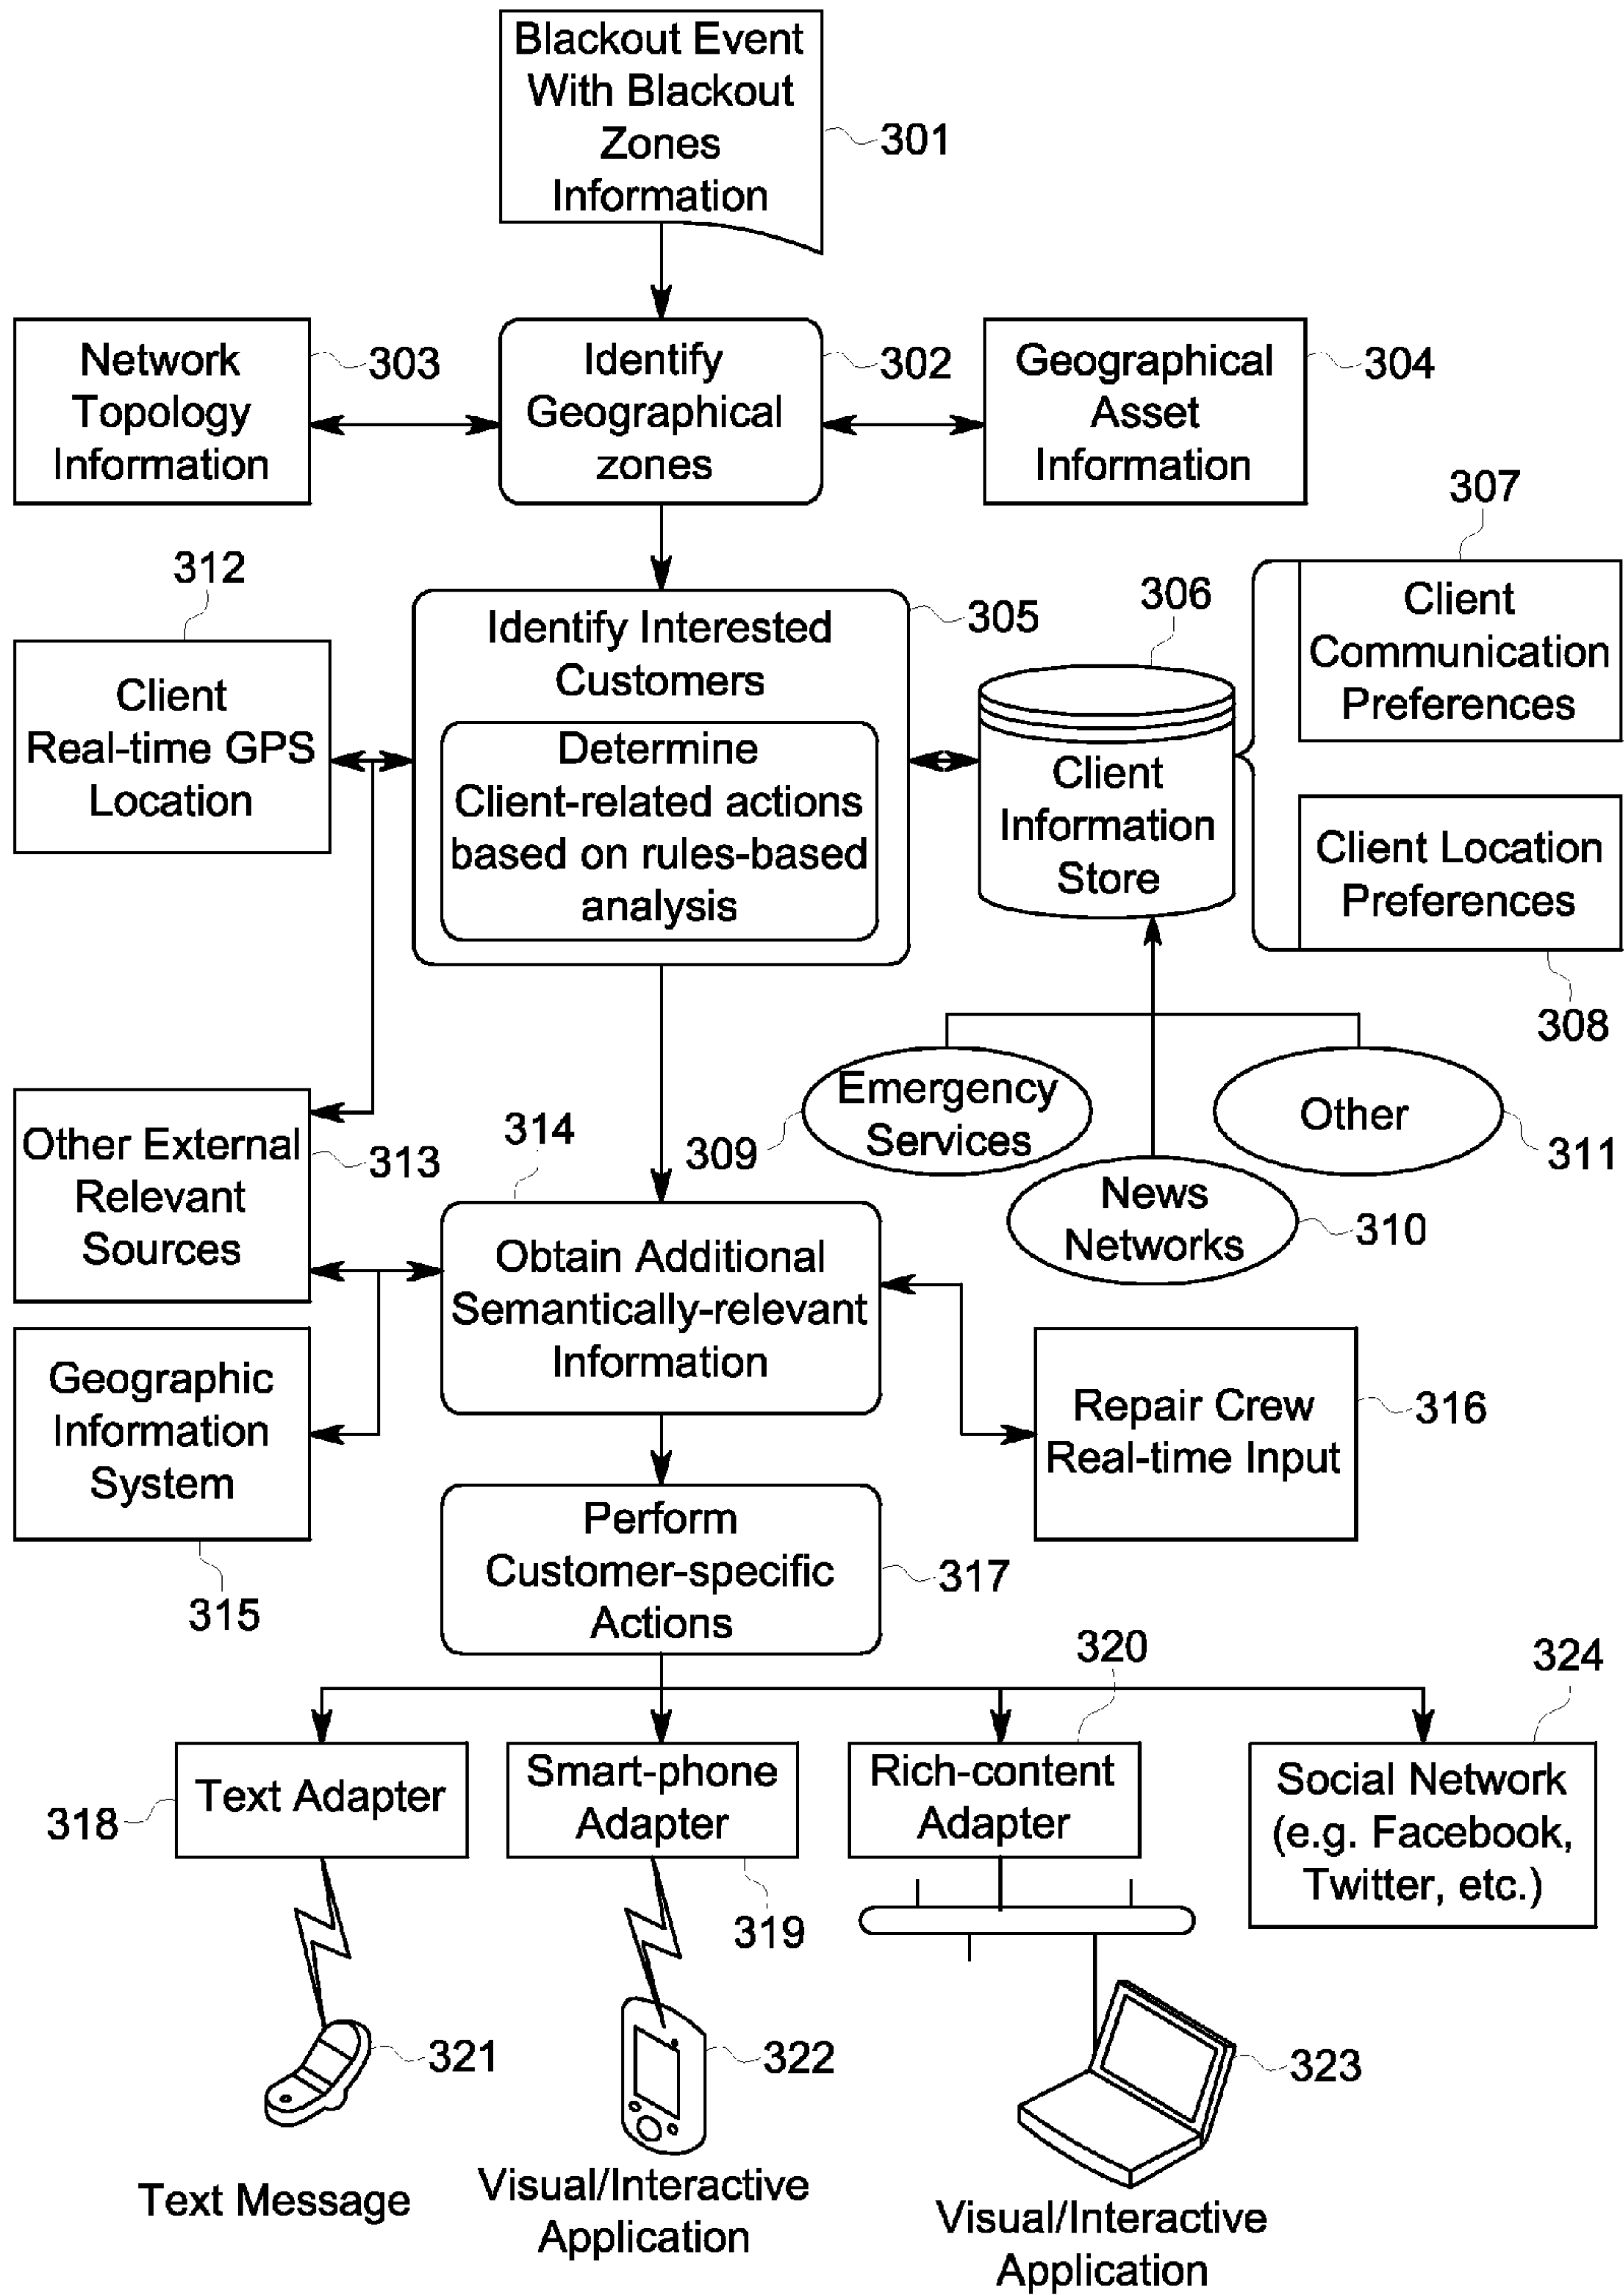 Blackout Event
With Blackout
Zones
Information
301
Network
Topology
Information
303
Identify
Geographical
zones
302
Geographical
Asset
Information
304
307
312
Client
Real-time GPS
Location
Identify Interested
Customers
305
Determine
Client-related actions
based on rules-based
analysis
306
Client
Information
Store
Client
Communication
Preferences
Client Location
Preferences
308
Other External
Relevant
Sources
313
314
309
Emergency
Services
Other
311
News
Networks
310
Obtain Additional
Semantically-relevant
Information
Geographic
Information
System
315
Repair Crew
Real-time Input
316
Perform
Customer-specific
Actions
317
320
324
318
Text Adapter
Smart-phone
Adapter
319
Rich-content
Adapter
Social Network
(e.g. Facebook,
Twitter, etc.)
321
322
323
Text Message
Visual/Interactive
Application
Visual/Interactive
Application